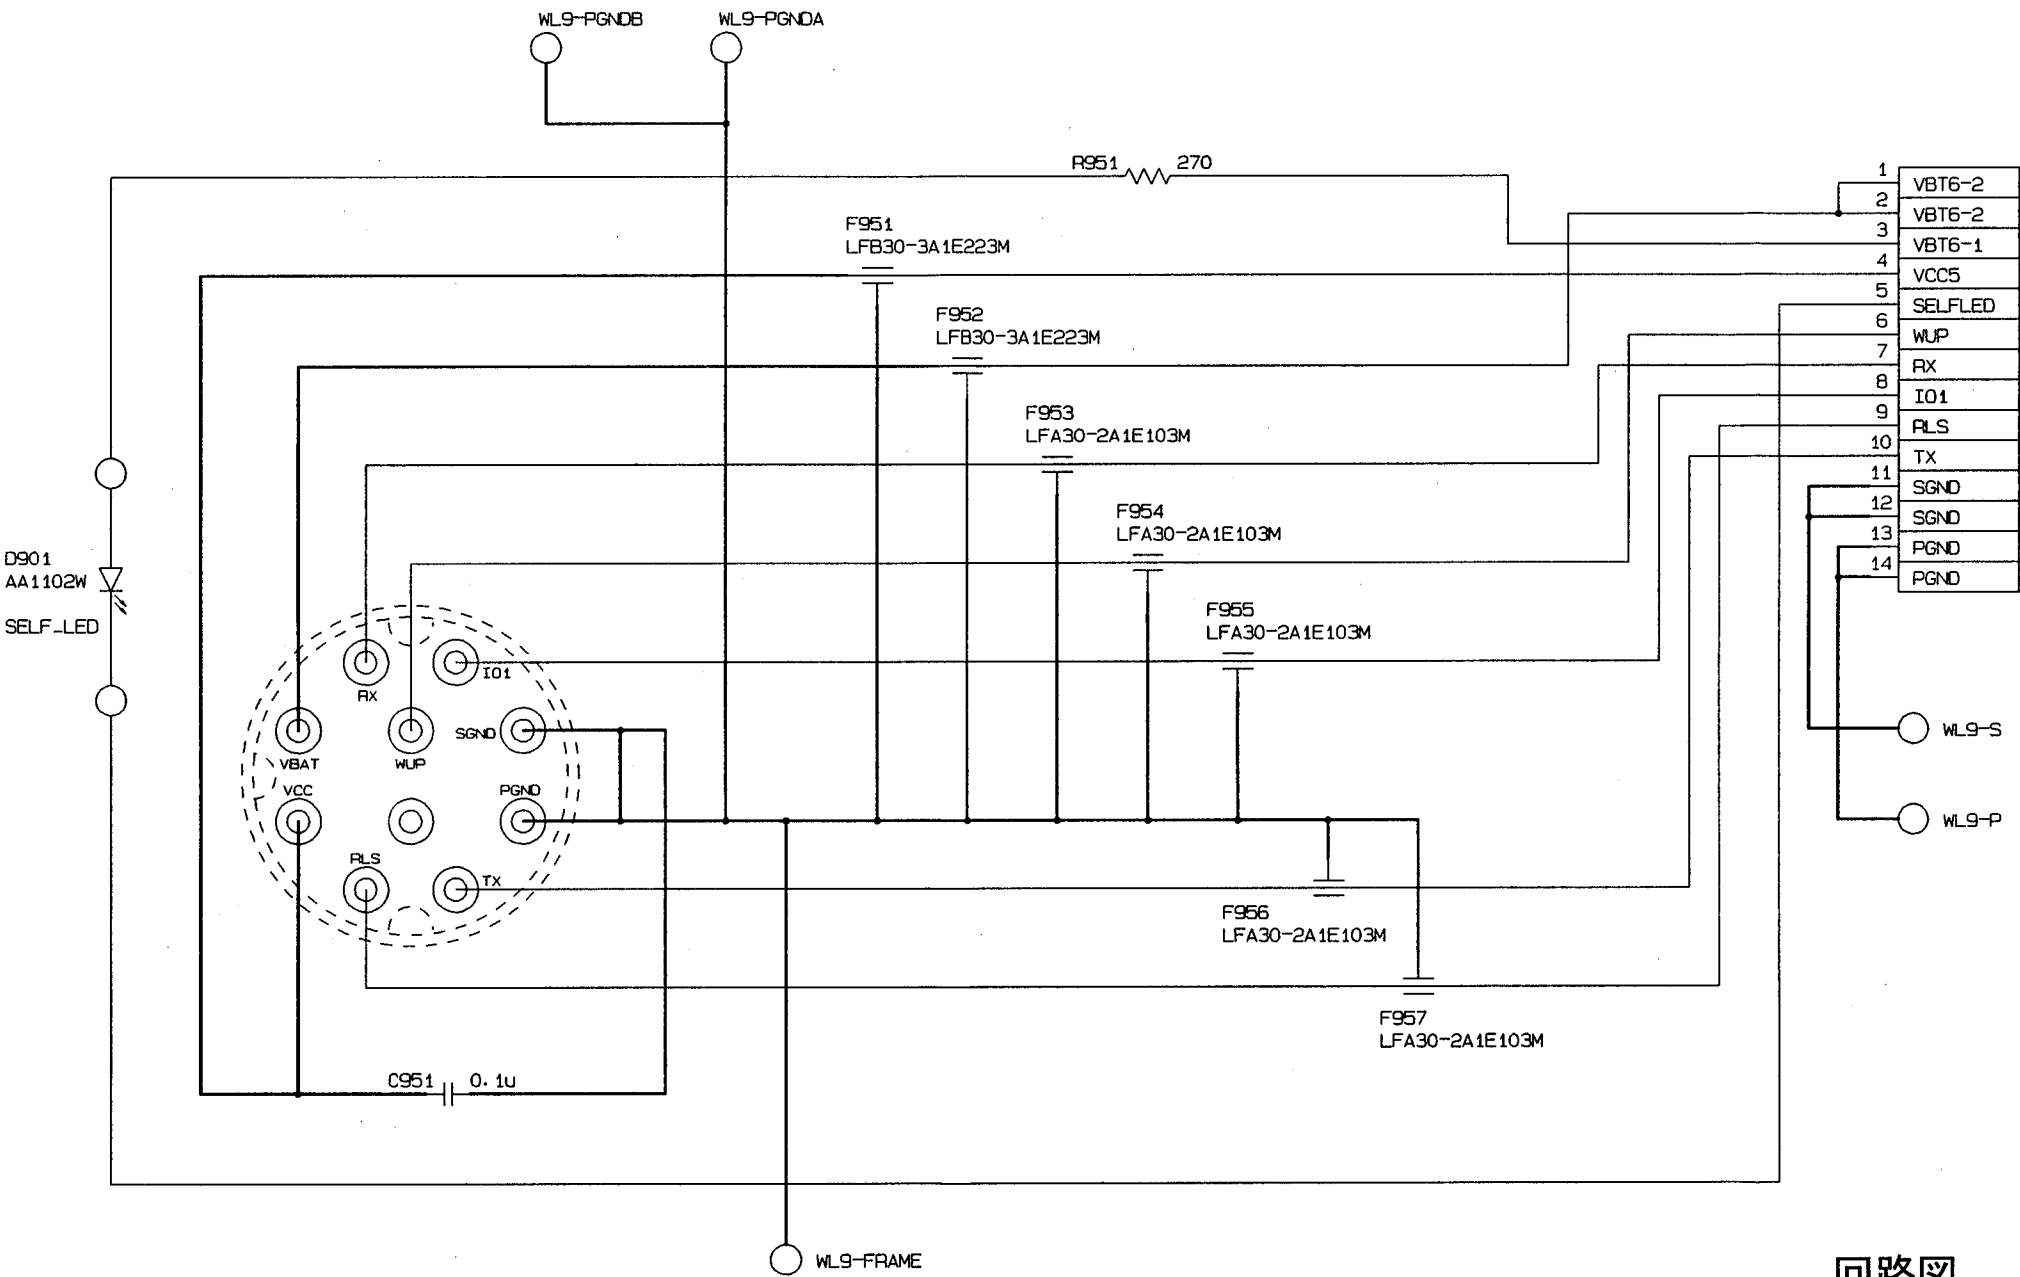 WL9-PGNDB
WL9-PGNDA
R951
270
F951
LFB30-3A1E223M
F952
LFB30-3A1E223M
F953
LFA30-2A1E103M
F954
LFA30-2A1E103M
F955
LFA30-2A1E103M
F956
LFA30-2A1E103M
F957
LFA30-2A1E103M
1 VBT6-2
2 VBT6-2
3 VBT6-1
4 VCC5
5 SELFLED
6 WUP
7 RX
8 IO1
9 RLS
10 TX
11 SGND
12 SGND
13 PGND
14 PGND
D901
AA1102W
SELF_LED
RX
IO1
VBAT
WUP
SGND
VCC
PGND
RLS
TX
WL9-S
WL9-P
C951
0.1u
WL9-FRAME
回路図